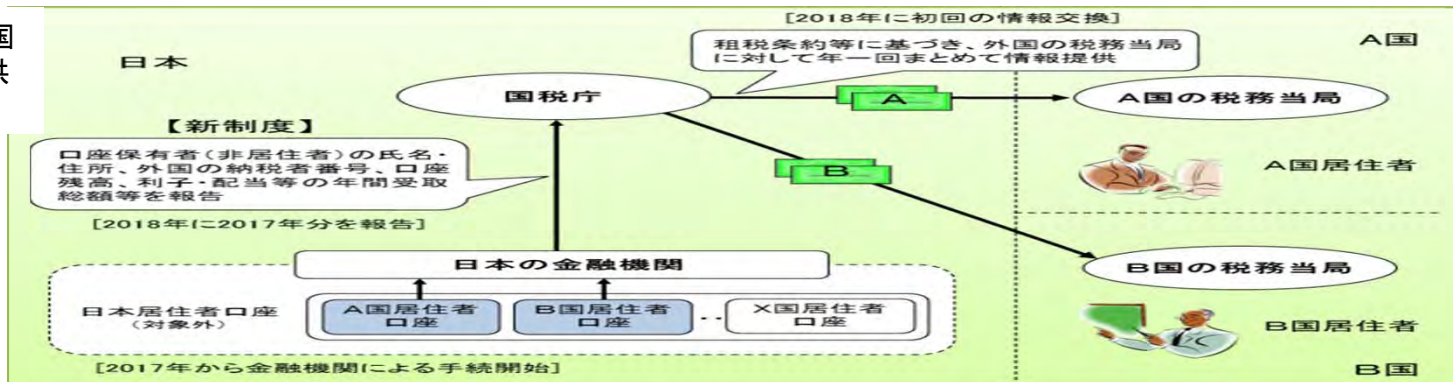 国
供
[2018年に初回の情報交換]
租税条約等に基づき、外国の税務当局
に対して年一回まとめて情報提供
A国
日本
国税庁
A
A国の税務当局
【新制度】
口座保有者(非居住者)の氏名・
住所、外国の納税者番号、口座
残高、利子・配当等の年間受取
総額等を報告
[2018年に2017年分を報告]
B
A国居住者
日本の金融機関
B国の税務当局
日本居住者口座
(対象外)
A国居住者
口座
B国居住者
口座
・・
X国居住者
口座
B国居住者
[2017年から金融機関による手続開始]
B国